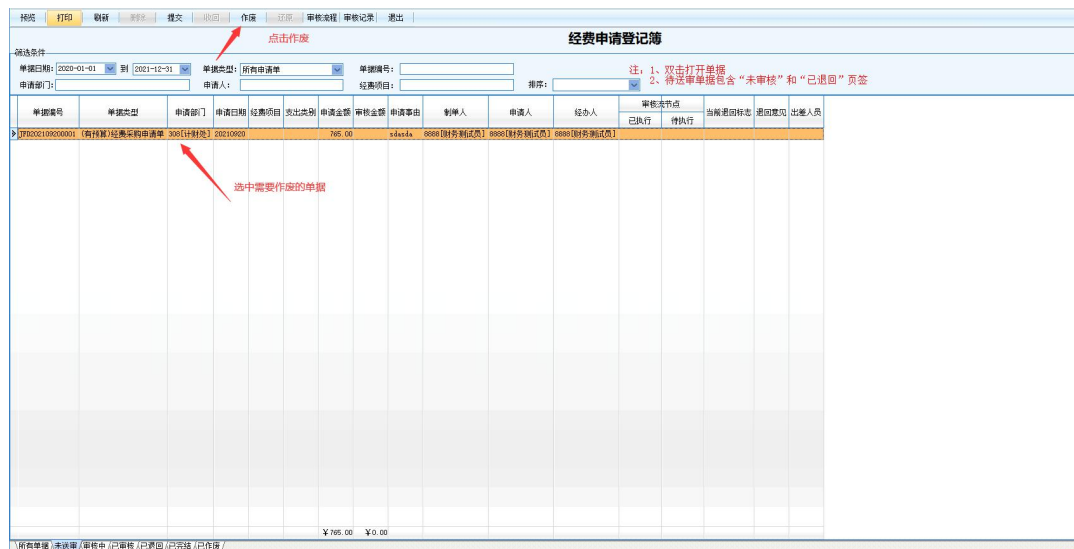 预览 打印 刷新 删除 提交 收回 作废 还原 审核流程 审核记录 退出
点击作废
经费申请登记簿
筛选条件
单据日期: 2020-01-01 到 2021-12-31 单据类型: 所有申请单 单据编号:
注:1、双击打开单据
申请部门: 申请人: 经费项目: 排序:
2、待送审单据包含“未审核”和“已退回”页签
单据编号 单据类型 申请部门 申请日期 经费项目 支出类别 申请金额 审核金额 申请事由 制单人 申请人 经办人 审核流节点 当前退回标志 退回意见 出差人员
已执行 待执行
JFD202109200001 (有预算)经费采购申请单 308[计财处] 20210920 765.00 sdasda 8888[财务测试员] 8888[财务测试员] 8888[财务测试员]
选中需要作废的单据
￥765.00 ￥0.00
所有单据 未送审 审核中 已审核 已退回 已完结 已作废